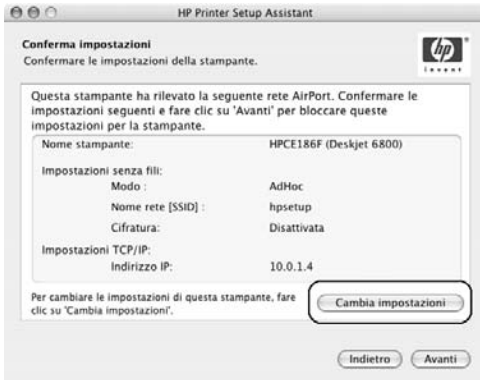 HP Printer Setup Assistant
Conferma impostazioni
Confermare le impostazioni della stampante.
hp
invent
Questa stampante ha rilevato la seguente rete AirPort. Confermare le
impostazioni seguenti e fare clic su 'Avanti' per bloccare queste
impostazioni per la stampante.
Nome stampante: HPCE186F (Deskjet 6800)
Impostazioni senza fili:
Modo : AdHoc
Nome rete [SSID] : hpsetup
Cifratura: Disattivata
Impostazioni TCP/IP:
Indirizzo IP: 10.0.1.4
Per cambiare le impostazioni di questa stampante, fare
clic su 'Cambia impostazioni'.
Cambia impostazioni
Indietro Avanti